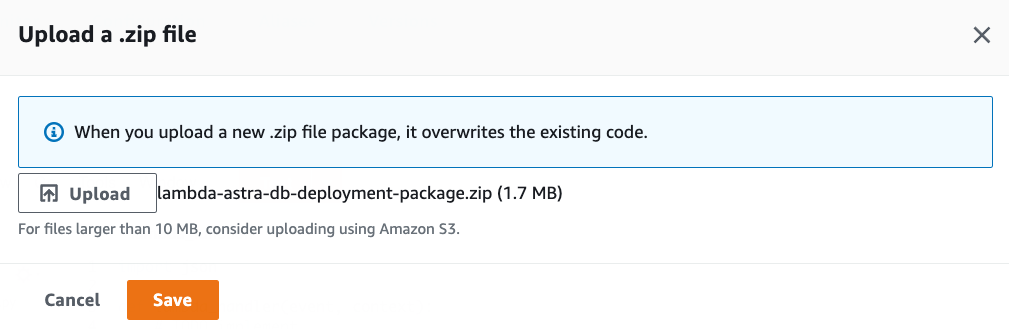 Upload a .zip file
When you upload a new .zip file package, it overwrites the existing code.
Upload lambda-astra-db-deployment-package.zip (1.7 MB)
For files larger than 10 MB, consider uploading using Amazon S3.
Cancel Save